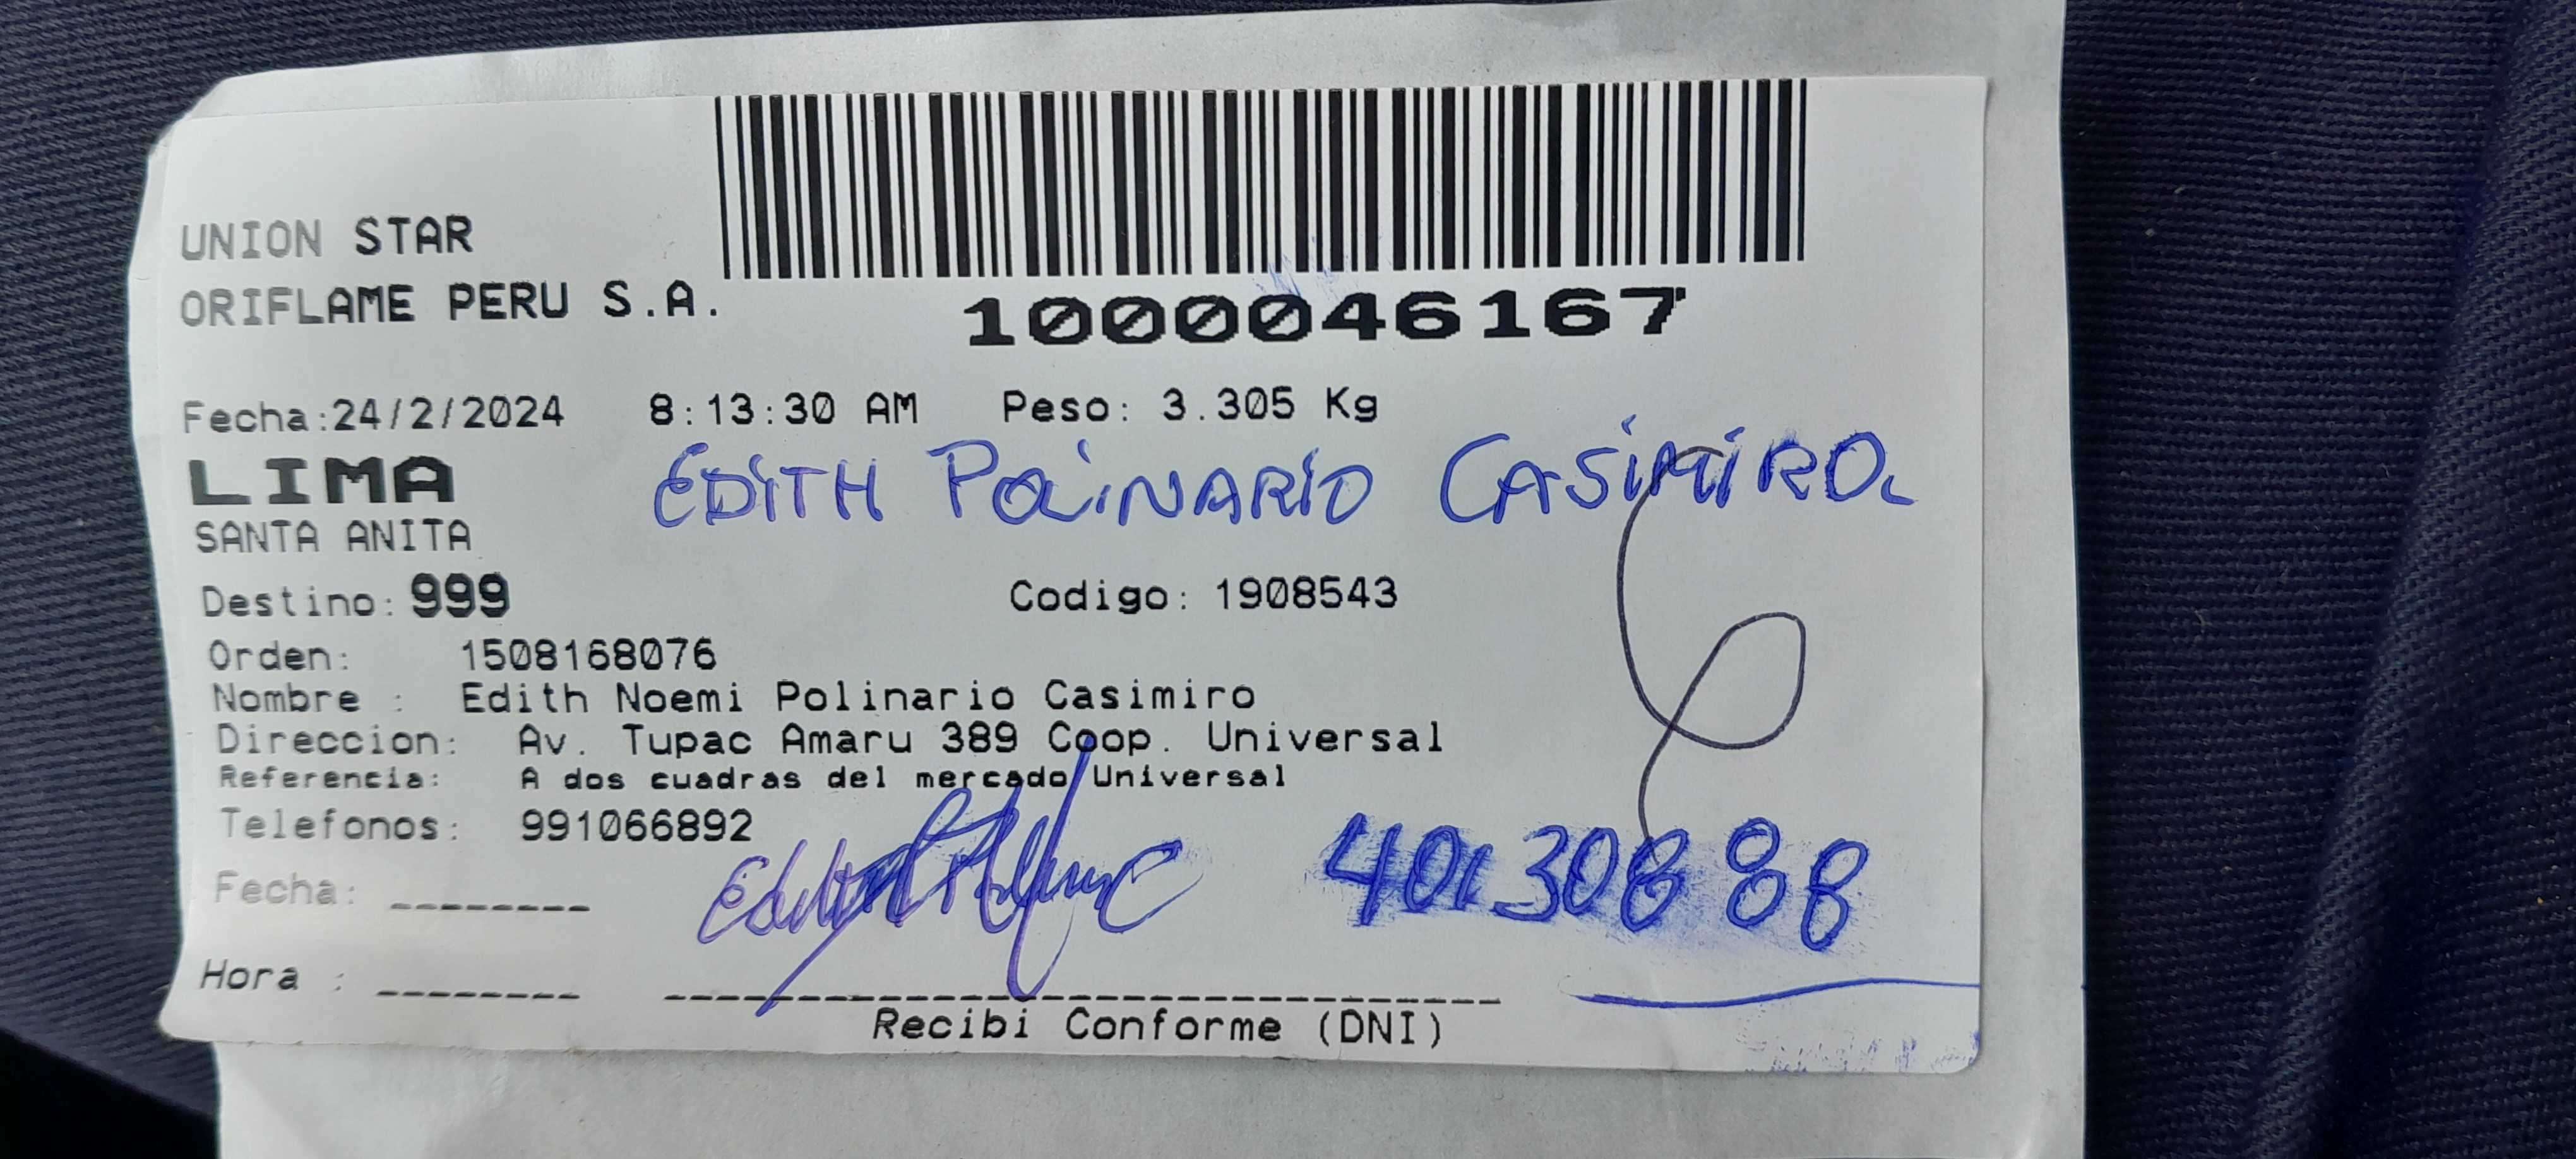 UNION STAR
ORIFLAME PERU S.A.
1000046167
Fecha:24/2/2024 8:13:30 AM Peso: 3.305 Kg
LIMA
EDITH POLINARIO CASIMIRO.
SANTA ANITA
Destino: 999 Codigo: 1908543
Orden: 1508168076
Nombre : Edith Noemi Polinario Casimiro
Direccion: Av. Tupac Amaru 389 Coop. Universal
Referencia: A dos cuadras del mercado Universal
Telefonos: 991066892
Fecha: --------
Hora : --------
Recibi Conforme (DNI)